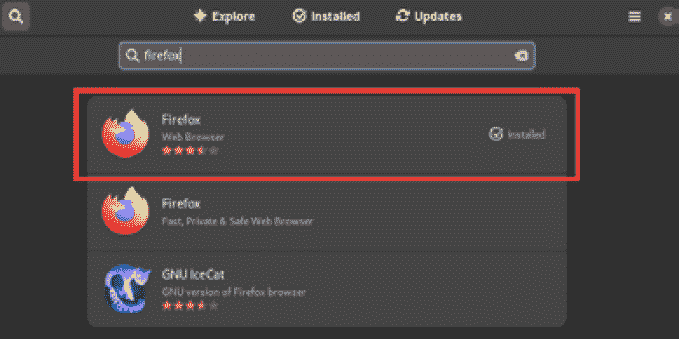 Explore Installed Updates
firefox
Firefox
Web Browser
Installed
Firefox
Fast, Private & Safe Web Browser
GNU IceCat
GNU version of Firefox browser